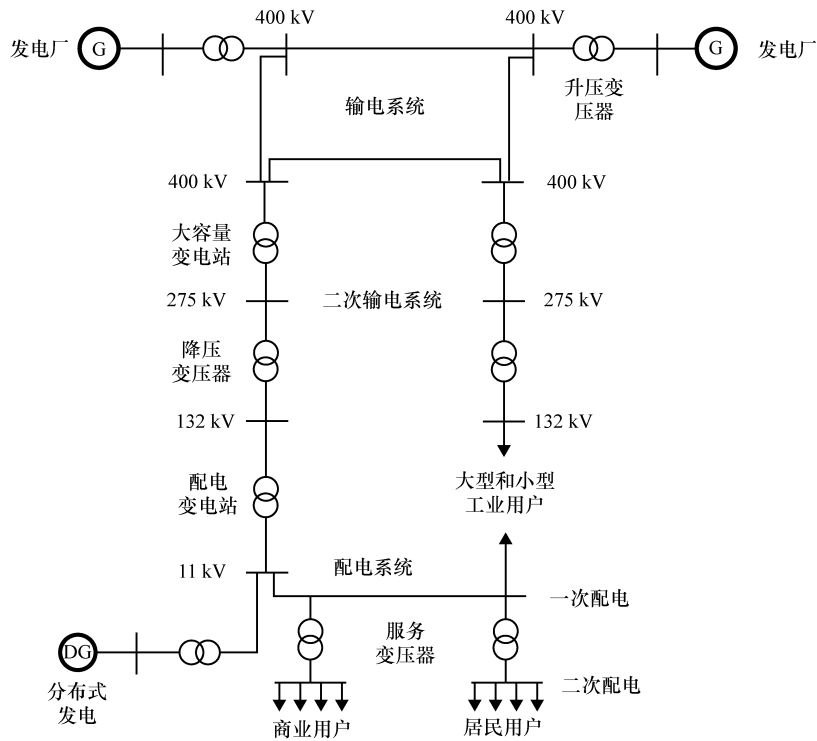 400 kV
400 kV
发电厂
G
G
发电厂
升压变
压器
输电系统
400 kV
400 kV
大容量
变电站
275 kV
二次输电系统
275 kV
降压
变压器
132 kV
132 kV
大型和小型
工业用户
配电
变电站
11 kV
配电系统
一次配电
服务
变压器
DG
分布式
发电
二次配电
商业用户
居民用户